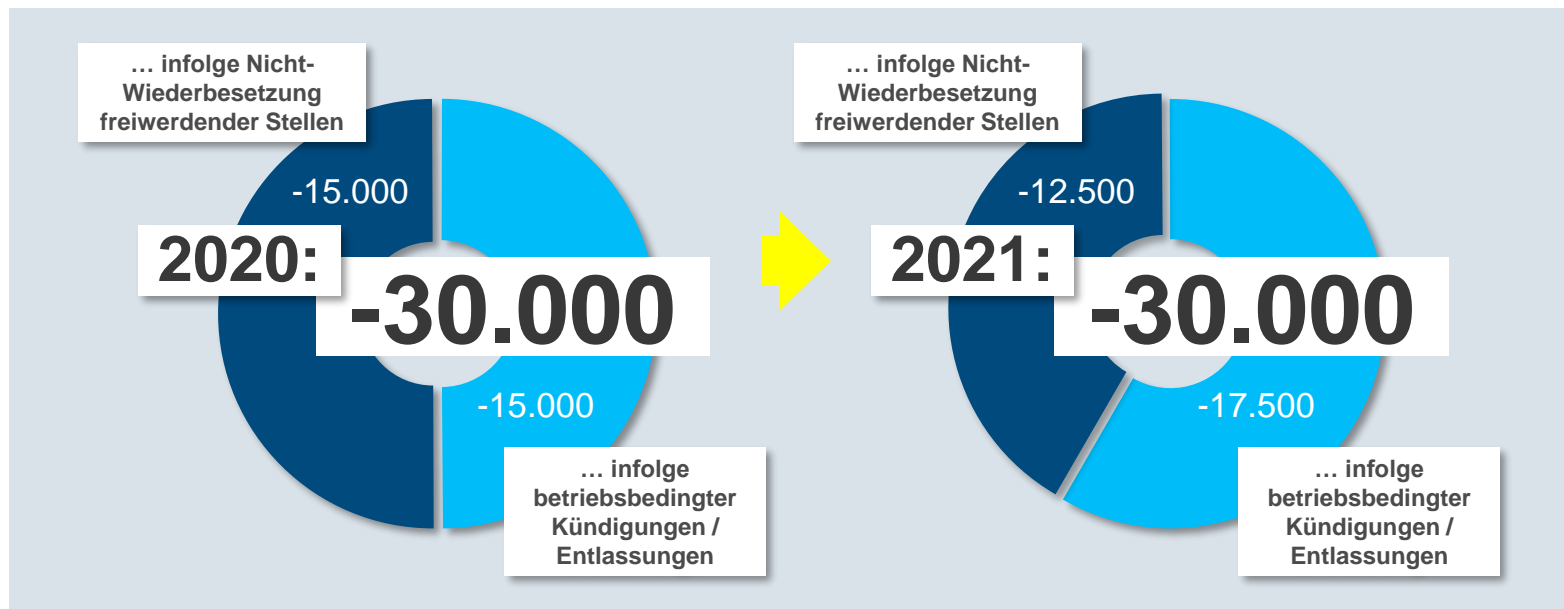 … infolge Nicht-
Wiederbesetzung
freiwerdender Stellen
-15.000
2020:
-30.000
-15.000
… infolge
betriebsbedingter
Kündigungen /
Entlassungen
… infolge Nicht-
Wiederbesetzung
freiwerdender Stellen
-12.500
2021:
-30.000
-17.500
… infolge
betriebsbedingter
Kündigungen /
Entlassungen